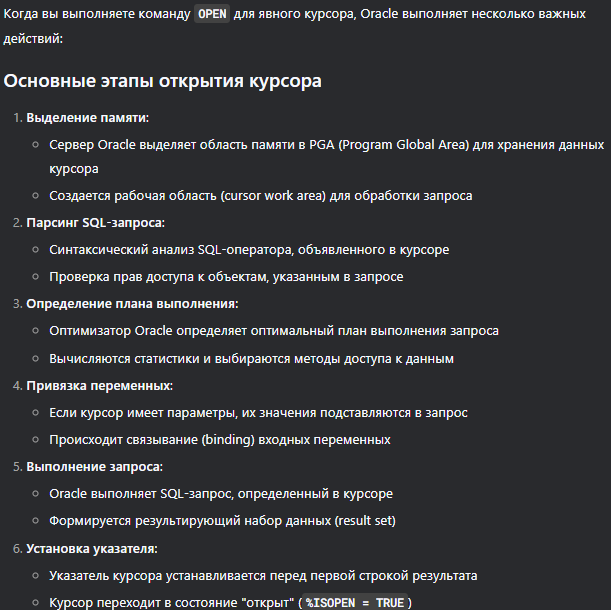 Когда вы выполняете команду OPEN для явного курсора, Oracle выполняет несколько важных
действий:
Основные этапы открытия курсора
1. Выделение памяти:
○ Сервер Oracle выделяет область памяти в PGA (Program Global Area) для хранения данных
курсора
○ Создается рабочая область (cursor work area) для обработки запроса
2. Парсинг SQL-запроса:
○ Синтаксический анализ SQL-оператора, объявленного в курсоре
○ Проверка прав доступа к объектам, указанным в запросе
3. Определение плана выполнения:
○ Оптимизатор Oracle определяет оптимальный план выполнения запроса
○ Вычисляются статистики и выбираются методы доступа к данным
4. Привязка переменных:
○ Если курсор имеет параметры, их значения подставляются в запрос
○ Происходит связывание (binding) входных переменных
5. Выполнение запроса:
○ Oracle выполняет SQL-запрос, определенный в курсоре
○ Формируется результирующий набор данных (result set)
6. Установка указателя:
○ Указатель курсора устанавливается перед первой строкой результата
○ Курсор переходит в состояние "открыт" (%ISOPEN = TRUE)